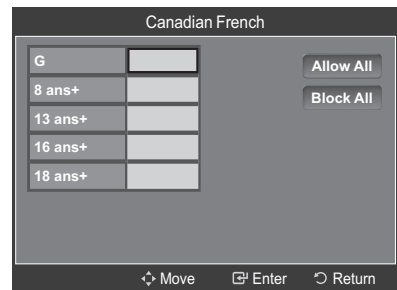 Canadian French
G
Allow All
8 ans+
Block All
13 ans+
16 ans+
18 ans+
Move Enter Return